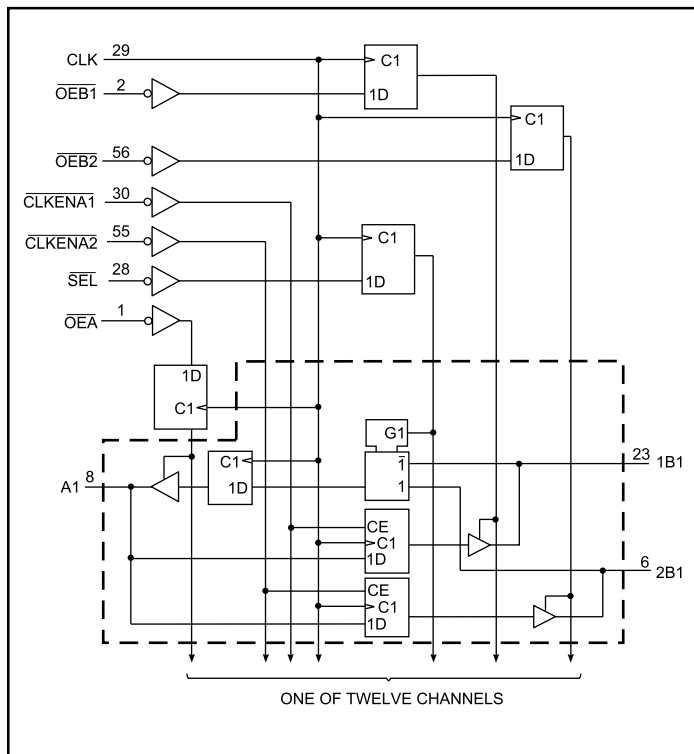 CLK 29
C1
OEB1 2
1D
C1
OEB2 56
1D
CLKENA1 30
CLKENA2 55
C1
SEL 28
1D
OEA 1
1D
C1
G1
C1
1
23 1B1
A1 8
1D
1
CE
C1
1D
6 2B1
CE
C1
1D
ONE OF TWELVE CHANNELS